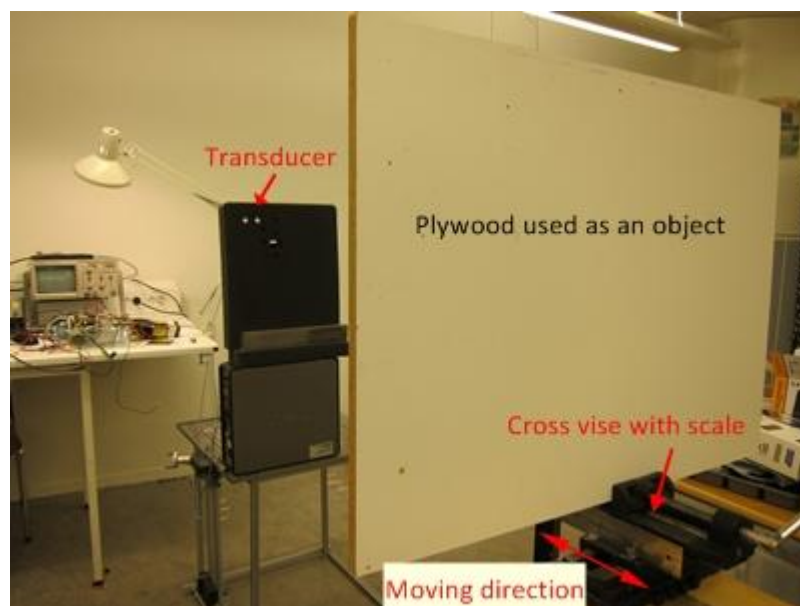 Transducer
Plywood used as an object
Cross vise with scale
Moving direction